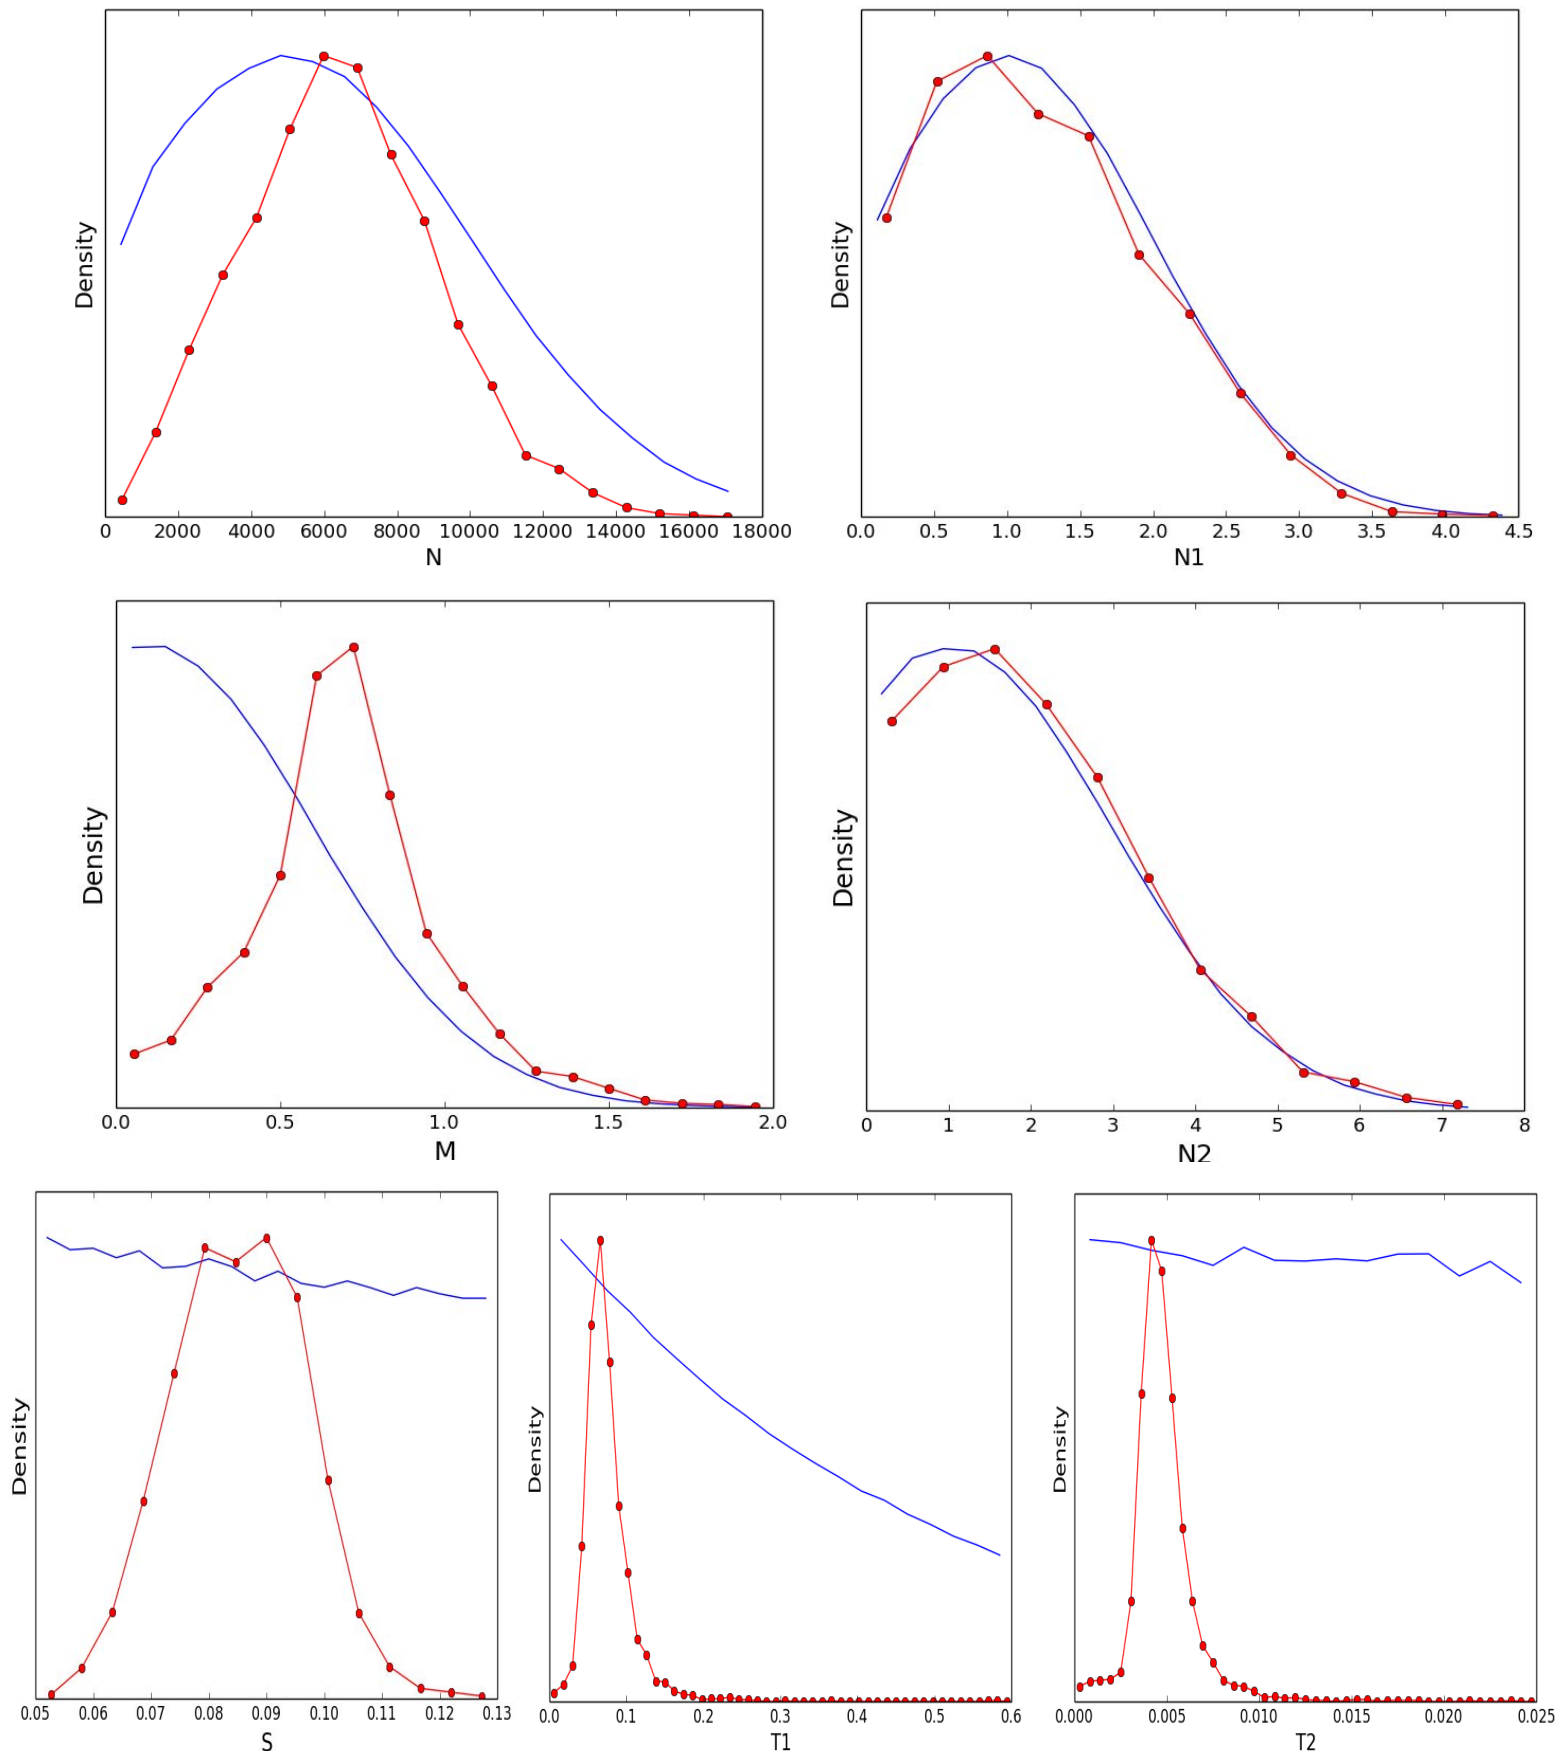 Density
0 2000 4000 6000 8000 10000 12000 14000 16000 18000
N
Density
0.0 0.5 1.0 1.5 2.0 2.5 3.0 3.5 4.0 4.5
N1
Density
0.0 0.5 1.0 1.5 2.0
M
Density
0 1 2 3 4 5 6 7 8
N2
Density
0.05 0.06 0.07 0.08 0.09 0.10 0.11 0.12 0.13
S
Density
0.0 0.1 0.2 0.3 0.4 0.5 0.6
T1
Density
0.000 0.005 0.010 0.015 0.020 0.025
T2